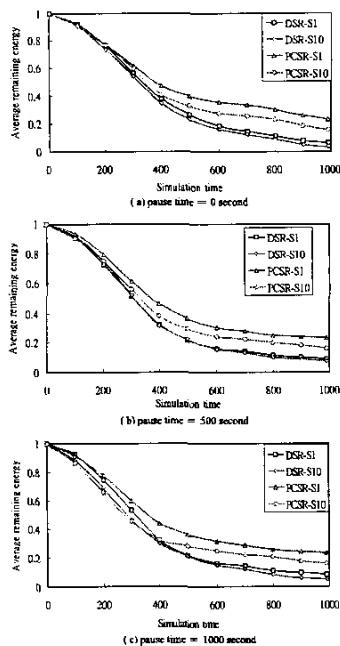 Average remaining energy
1
0.8
0.6
0.4
0.2
0
DSR-S1
DSR-S10
PCSR-S1
PCSR-S10
0 200 400 600 800 1000
Simulation time
(a) pause time = 0 second
Average remaining energy
1
0.8
0.6
0.4
0.2
0
DSR-S1
DSR-S10
PCSR-S1
PCSR-S10
0 200 400 600 800 1000
Simulation time
(b) pause time = 500 second
Average remaining energy
1
0.8
0.6
0.4
0.2
0
DSR-S1
DSR-S10
PCSR-S1
PCSR-S10
0 200 400 600 800 1000
Simulation time
(c) pause time = 1000 second